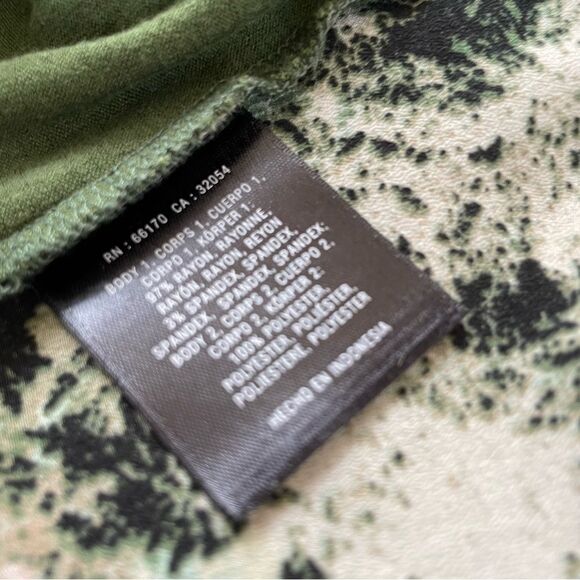 RN : 66170 CA : 32054
BODY 1, CORPS 1, CUERPO 1,
CORPO 1, KÖRPER 1:
97% RAYON, RAYONNE,
RAYON, RAYON, REYON
3% SPANDEX, SPANDEX,
SPANDEX, SPANDEX, SPANDEX;
BODY 2, CORPS 2, CUERPO 2,
CORPO 2, KÖRPER 2:
100% POLYESTER,
POLYESTER, POLIÉSTER,
POLIESTERE, POLYESTER
HECHO EN INDONESIA